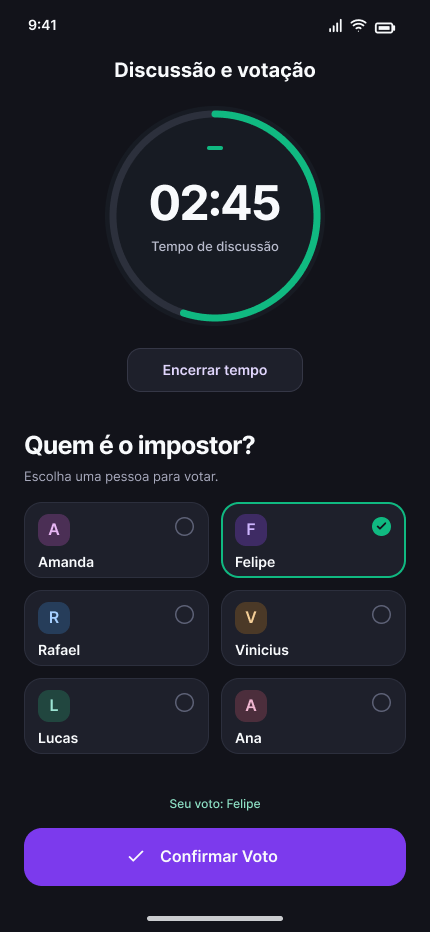 9:41
Discussão e votação
02:45
Tempo de discussão
Encerrar tempo
Quem é o impostor?
Escolha uma pessoa para votar.
A
Amanda
F
Felipe
R
Rafael
V
Vinicius
L
Lucas
A
Ana
Seu voto: Felipe
Confirmar Voto